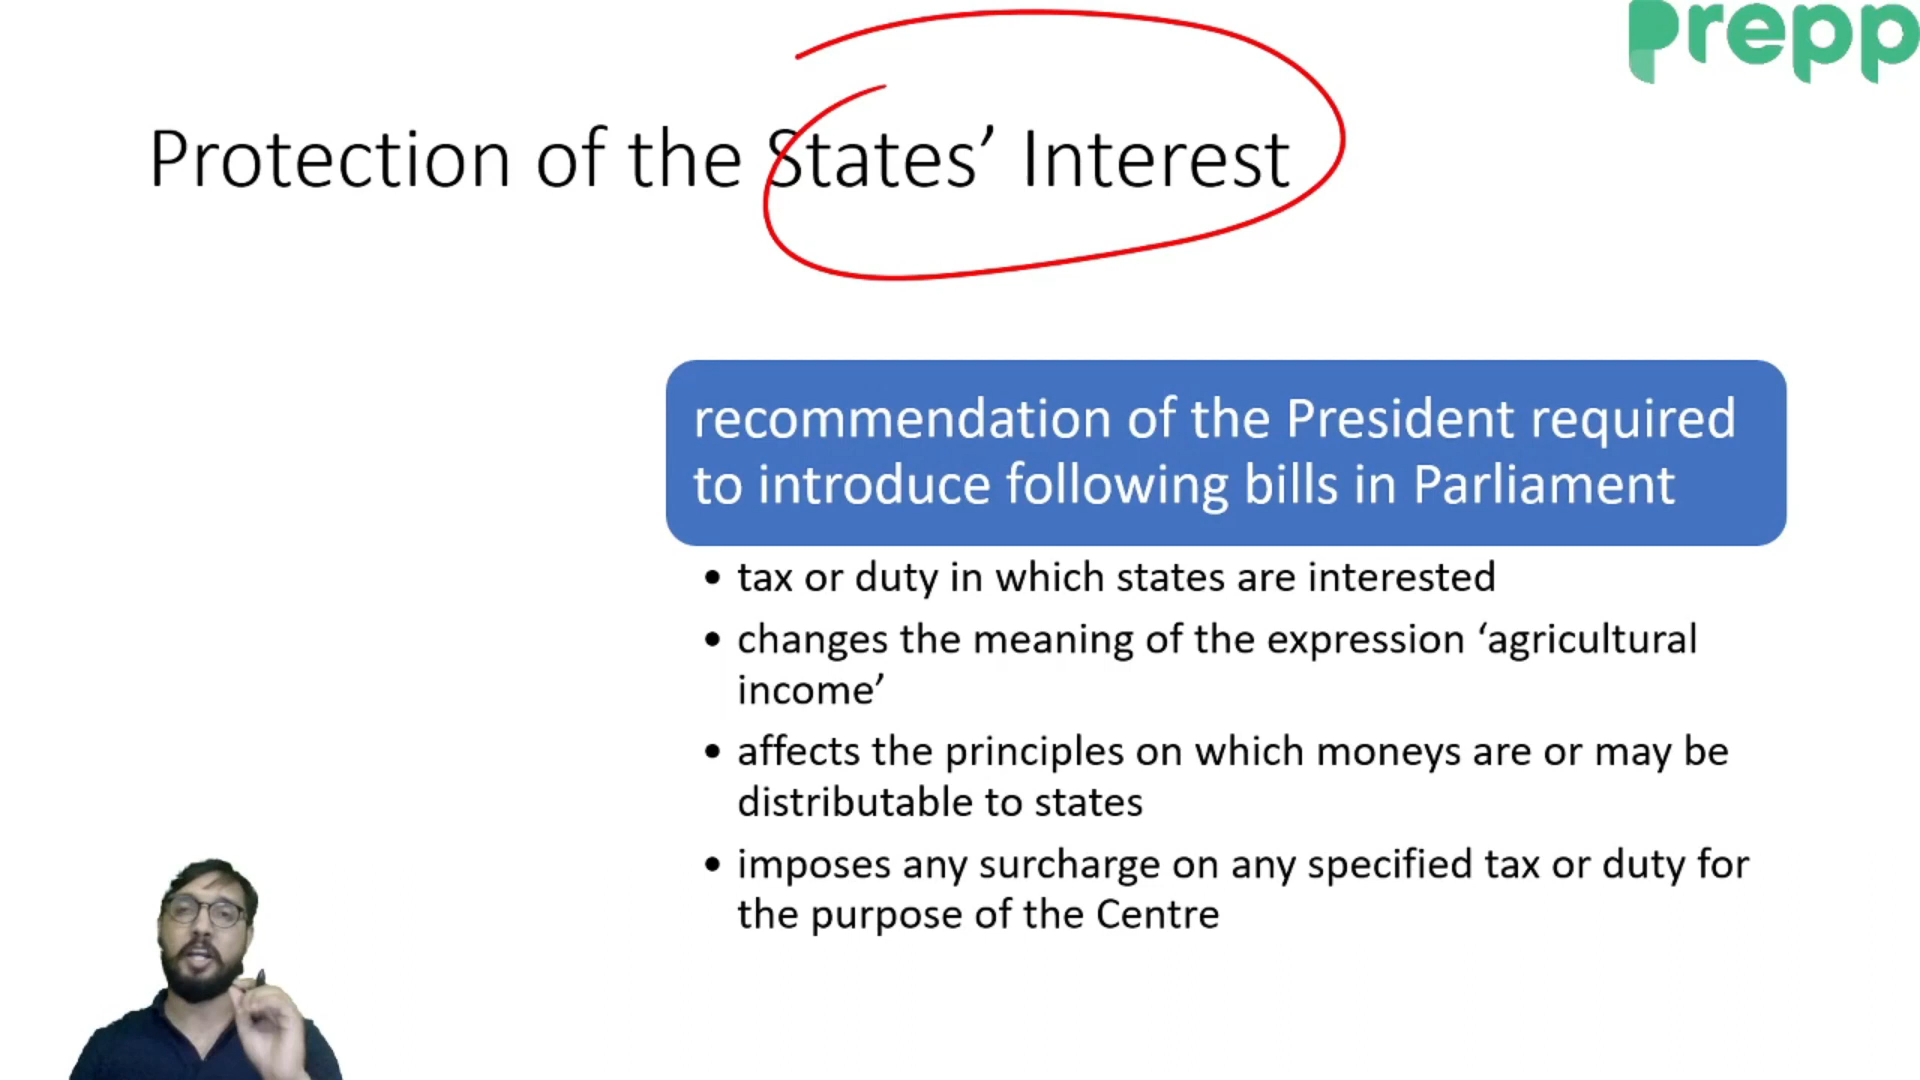 prepp
Protection of the States’ Interest
recommendation of the President required
to introduce following bills in Parliament
• tax or duty in which states are interested
• changes the meaning of the expression ‘agricultural
income’
• affects the principles on which moneys are or may be
distributable to states
• imposes any surcharge on any specified tax or duty for
the purpose of the Centre